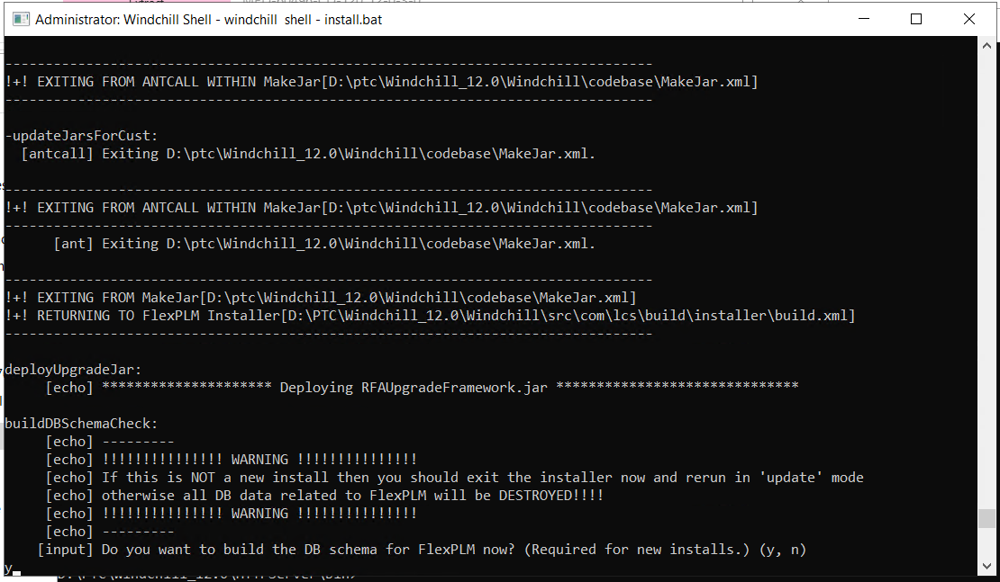 Administrator: Windchill Shell - windchill shell - install.bat
--------------------------------------------------------------------------------
!+! EXITING FROM ANTCALL WITHIN MakeJar[D:\ptc\Windchill_12.0\Windchill\codebase\MakeJar.xml]
--------------------------------------------------------------------------------
-updateJarsForCust:
[antcall] Exiting D:\ptc\Windchill_12.0\Windchill\codebase\MakeJar.xml.
--------------------------------------------------------------------------------
!+! EXITING FROM ANTCALL WITHIN MakeJar[D:\ptc\Windchill_12.0\Windchill\codebase\MakeJar.xml]
--------------------------------------------------------------------------------
[ant] Exiting D:\ptc\Windchill_12.0\Windchill\codebase\MakeJar.xml.
--------------------------------------------------------------------------------
!+! EXITING FROM MakeJar[D:\ptc\Windchill_12.0\Windchill\codebase\MakeJar.xml]
!+! RETURNING TO FlexPLM Installer[D:\PTC\Windchill_12.0\Windchill\src\com\lcs\build\installer\build.xml]
--------------------------------------------------------------------------------
deployUpgradeJar:
[echo] ********************* Deploying RFAUpgradeFramework.jar ******************************
buildDBSchemaCheck:
[echo] ---------
[echo] !!!!!!!!!!!!!!! WARNING !!!!!!!!!!!!!!!
[echo] If this is NOT a new install then you should exit the installer now and rerun in 'update' mode
[echo] otherwise all DB data related to FlexPLM will be DESTROYED!!!!
[echo] !!!!!!!!!!!!!!! WARNING !!!!!!!!!!!!!!!
[echo] ---------
[input] Do you want to build the DB schema for FlexPLM now? (Required for new installs.) (y, n)
y